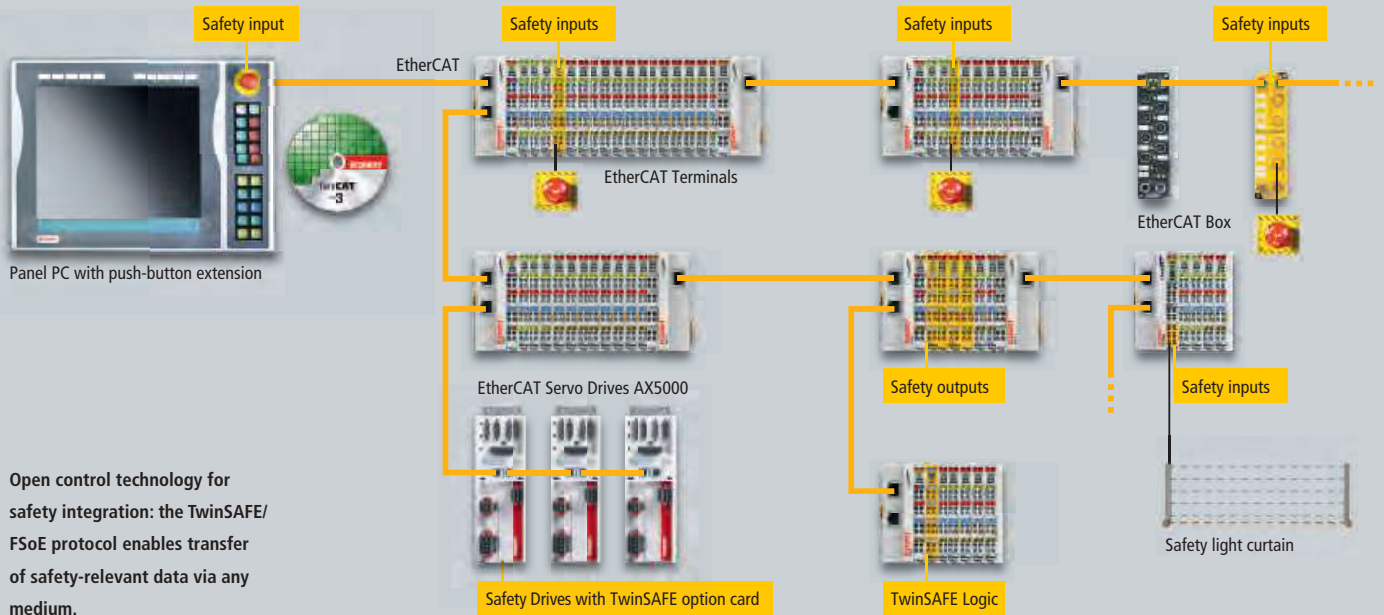 Safety input
Safety inputs
Safety inputs
Safety inputs
EtherCAT
EtherCAT Terminals
EtherCAT Box
Panel PC with push-button extension
EtherCAT Servo Drives AX5000
Safety outputs
Safety inputs
Open control technology for
safety integration: the TwinSAFE/
FSoE protocol enables transfer
of safety-relevant data via any
medium.
Safety light curtain
Safety Drives with TwinSAFE option card
TwinSAFE Logic